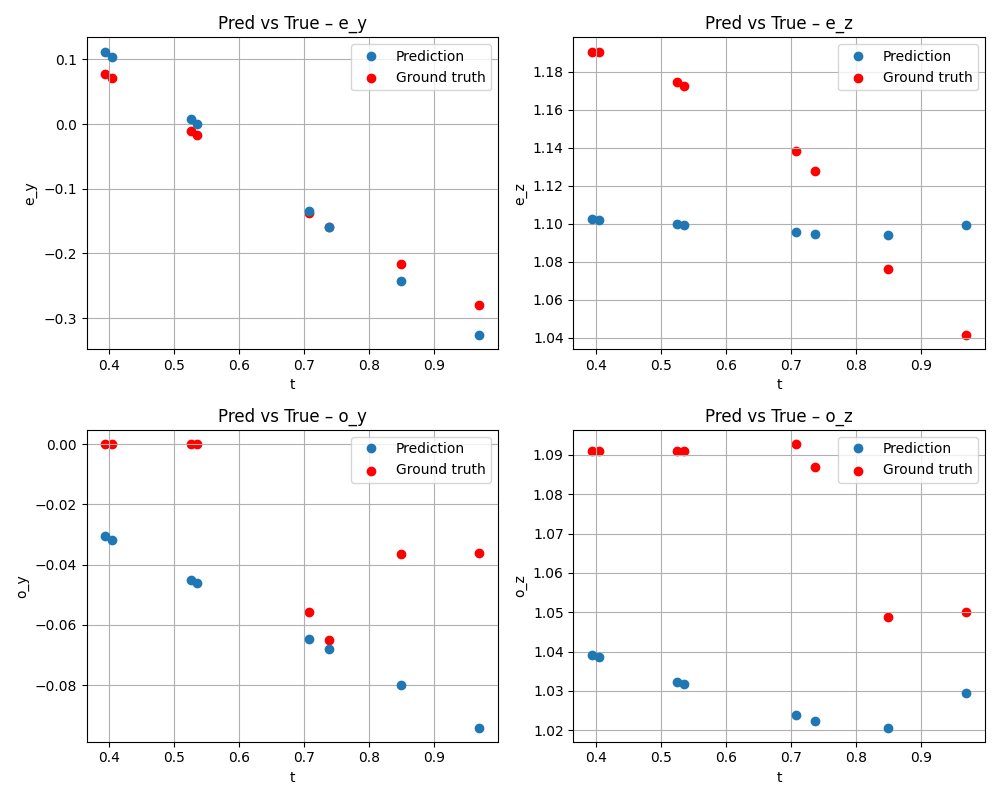 Pred vs True – e_y
Prediction
Ground truth
0.1
0.0
−0.1
−0.2
−0.3
e_y
0.4 0.5 0.6 0.7 0.8 0.9
t
Pred vs True – e_z
Prediction
Ground truth
1.18
1.16
1.14
1.12
1.10
1.08
1.06
1.04
e_z
0.4 0.5 0.6 0.7 0.8 0.9
t
Pred vs True – o_y
Prediction
Ground truth
0.00
−0.02
−0.04
−0.06
−0.08
o_y
0.4 0.5 0.6 0.7 0.8 0.9
t
Pred vs True – o_z
Prediction
Ground truth
1.09
1.08
1.07
1.06
1.05
1.04
1.03
1.02
o_z
0.4 0.5 0.6 0.7 0.8 0.9
t